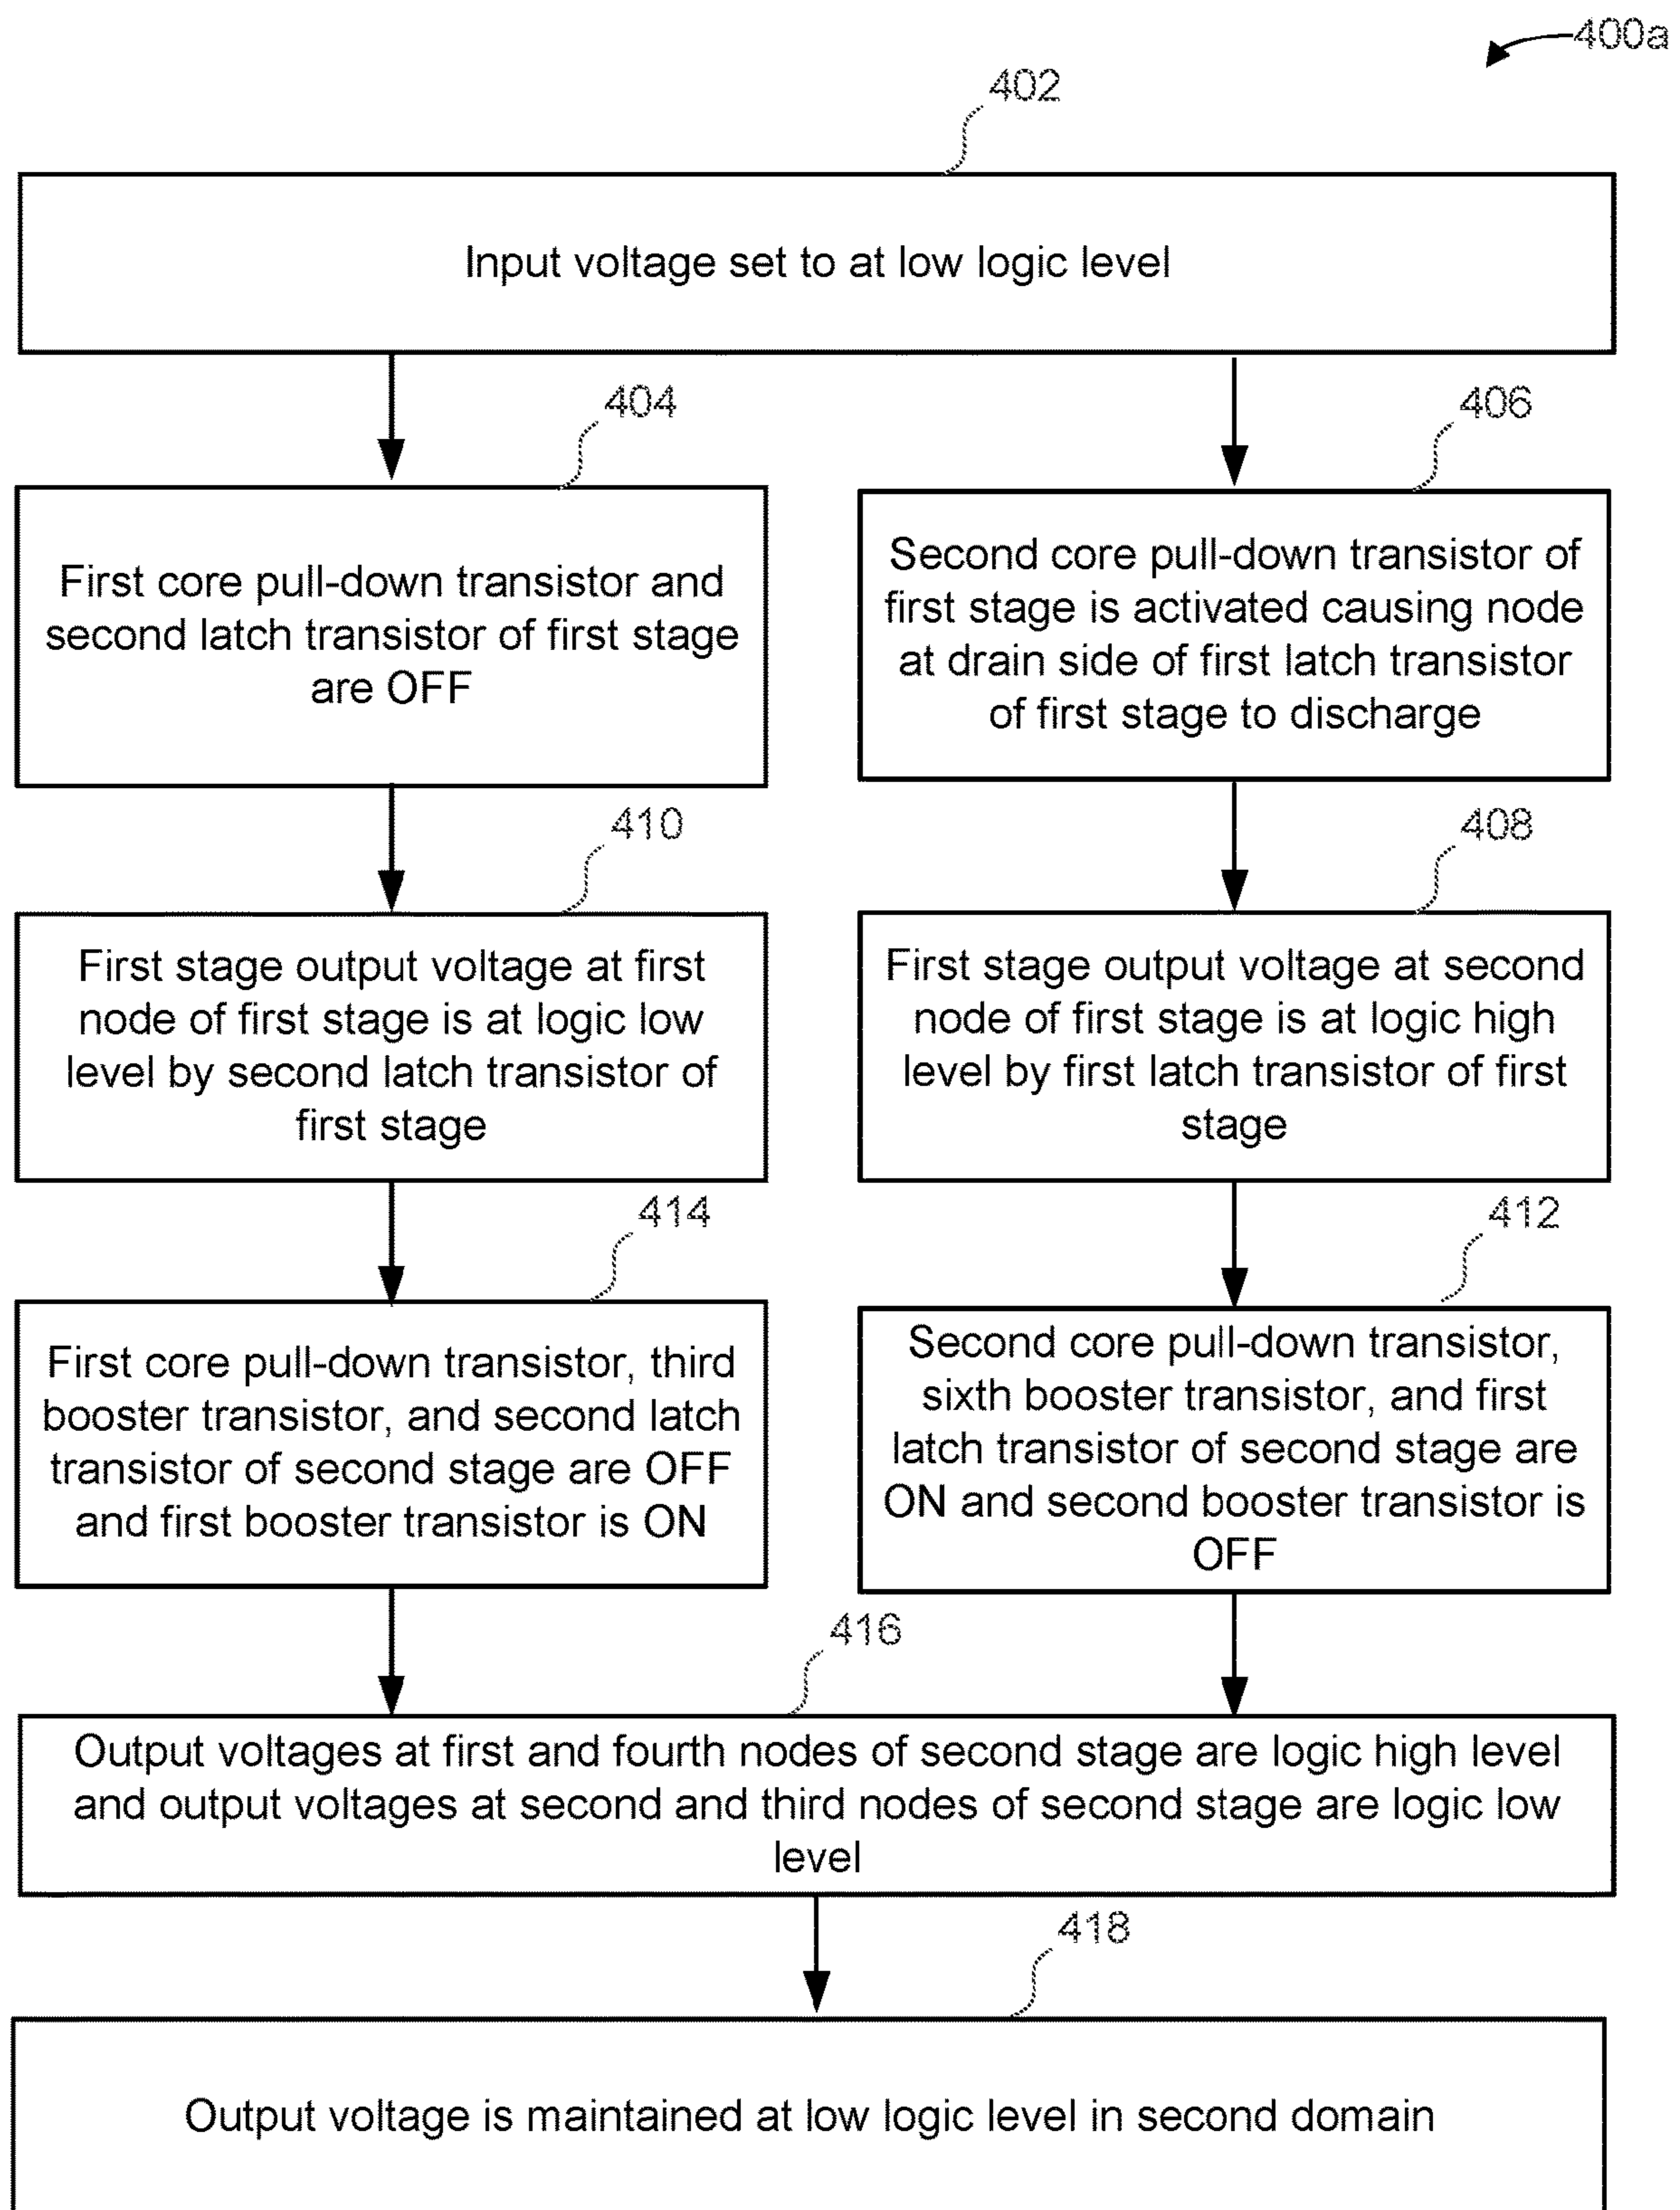 400a
402
Input voltage set to at low logic level
404
406
First core pull-down transistor and
second latch transistor of first stage
are OFF
Second core pull-down transistor of
first stage is activated causing node
at drain side of first latch transistor
of first stage to discharge
410
408
First stage output voltage at first
node of first stage is at logic low
level by second latch transistor of
first stage
First stage output voltage at second
node of first stage is at logic high
level by first latch transistor of first
stage
414
412
First core pull-down transistor, third
booster transistor, and second latch
transistor of second stage are OFF
and first booster transistor is ON
Second core pull-down transistor,
sixth booster transistor, and first
latch transistor of second stage are
ON and second booster transistor is
OFF
416
Output voltages at first and fourth nodes of second stage are logic high level
and output voltages at second and third nodes of second stage are logic low
level
418
Output voltage is maintained at low logic level in second domain